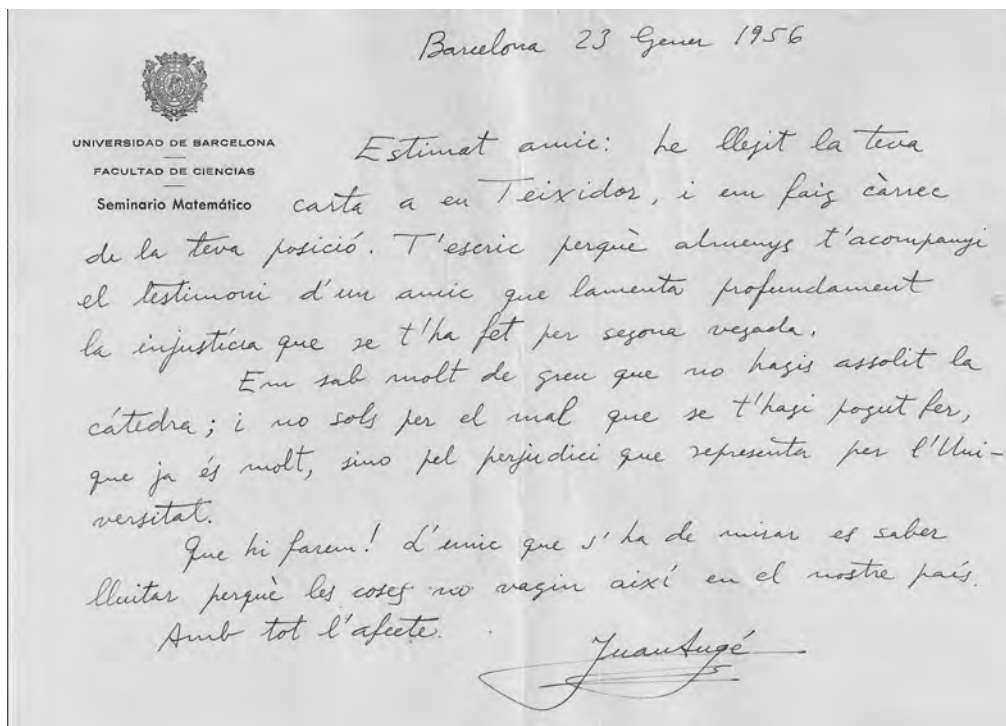 Barcelona 23 Gener 1956
UNIVERSIDAD DE BARCELONA
FACULTAD DE CIENCIAS
Seminario Matemático
Estimat amic: he llegit la teva
carta a en Teixidor, i em faig càrrec
de la teva posició. T'escric perquè almenys t'acompanyi
el testimoni d'un amic que lamenta profundament
la injustícia que se t'ha fet per segona vegada.
Em sab molt de greu que no hagis assolit la
cátedra; i no sols per el mal que se t'hagi pogut fer,
que ja és molt, sino pel perjudici que representa per l'Uni-
versitat.
Que hi farem! L'unic que s'ha de mirar es saber
lluitar perquè les coses no vagin així en el nostre país.
Amb tot l'afecte.
Juan Augé